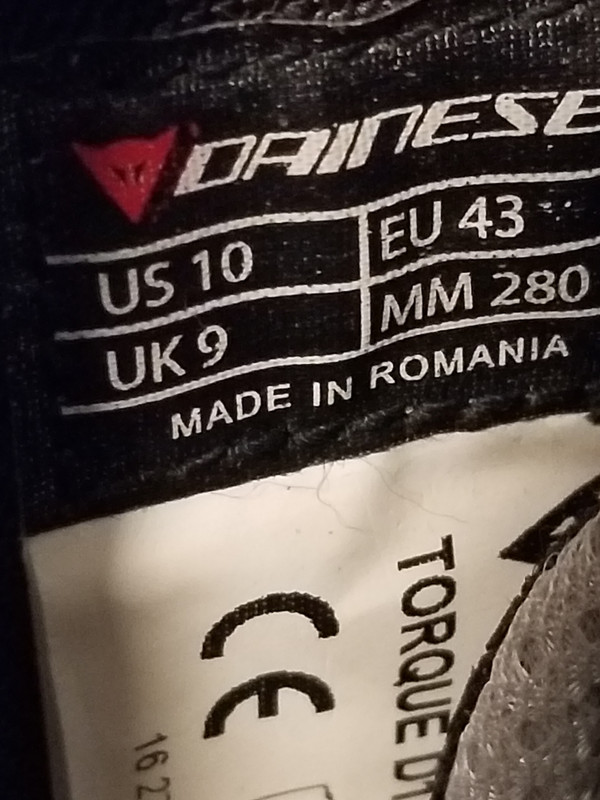 DAINESE
US 10
EU 43
UK 9
MM 280
MADE IN ROMANIA
CE
TORQUE